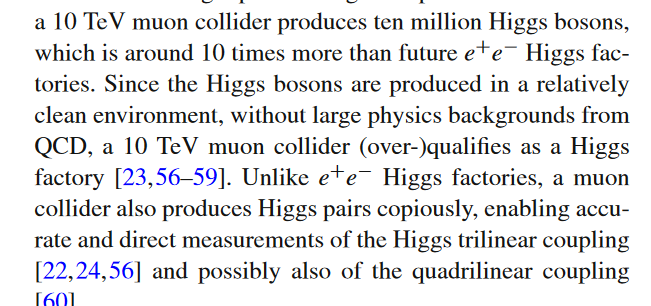 a 10 TeV muon collider produces ten million Higgs bosons,
which is around 10 times more than future e⁺e⁻ Higgs fac-
tories. Since the Higgs bosons are produced in a relatively
clean environment, without large physics backgrounds from
QCD, a 10 TeV muon collider (over-)qualifies as a Higgs
factory [23,56–59]. Unlike e⁺e⁻ Higgs factories, a muon
collider also produces Higgs pairs copiously, enabling accu-
rate and direct measurements of the Higgs trilinear coupling
[22,24,56] and possibly also of the quadrilinear coupling
[60]